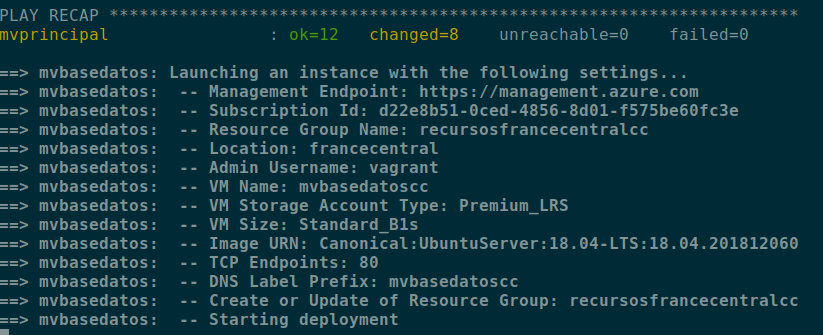 PLAY RECAP *********************************************************************
mvprincipal : ok=12 changed=8 unreachable=0 failed=0
==> mvbasedatos: Launching an instance with the following settings...
==> mvbasedatos: -- Management Endpoint: https://management.azure.com
==> mvbasedatos: -- Subscription Id: d22e8b51-0ced-4856-8d01-f575be60fc3e
==> mvbasedatos: -- Resource Group Name: recursosfrancecentralcc
==> mvbasedatos: -- Location: francecentral
==> mvbasedatos: -- Admin Username: vagrant
==> mvbasedatos: -- VM Name: mvbasedatoscc
==> mvbasedatos: -- VM Storage Account Type: Premium_LRS
==> mvbasedatos: -- VM Size: Standard_B1s
==> mvbasedatos: -- Image URN: Canonical:UbuntuServer:18.04-LTS:18.04.201812060
==> mvbasedatos: -- TCP Endpoints: 80
==> mvbasedatos: -- DNS Label Prefix: mvbasedatoscc
==> mvbasedatos: -- Create or Update of Resource Group: recursosfrancecentralcc
==> mvbasedatos: -- Starting deployment